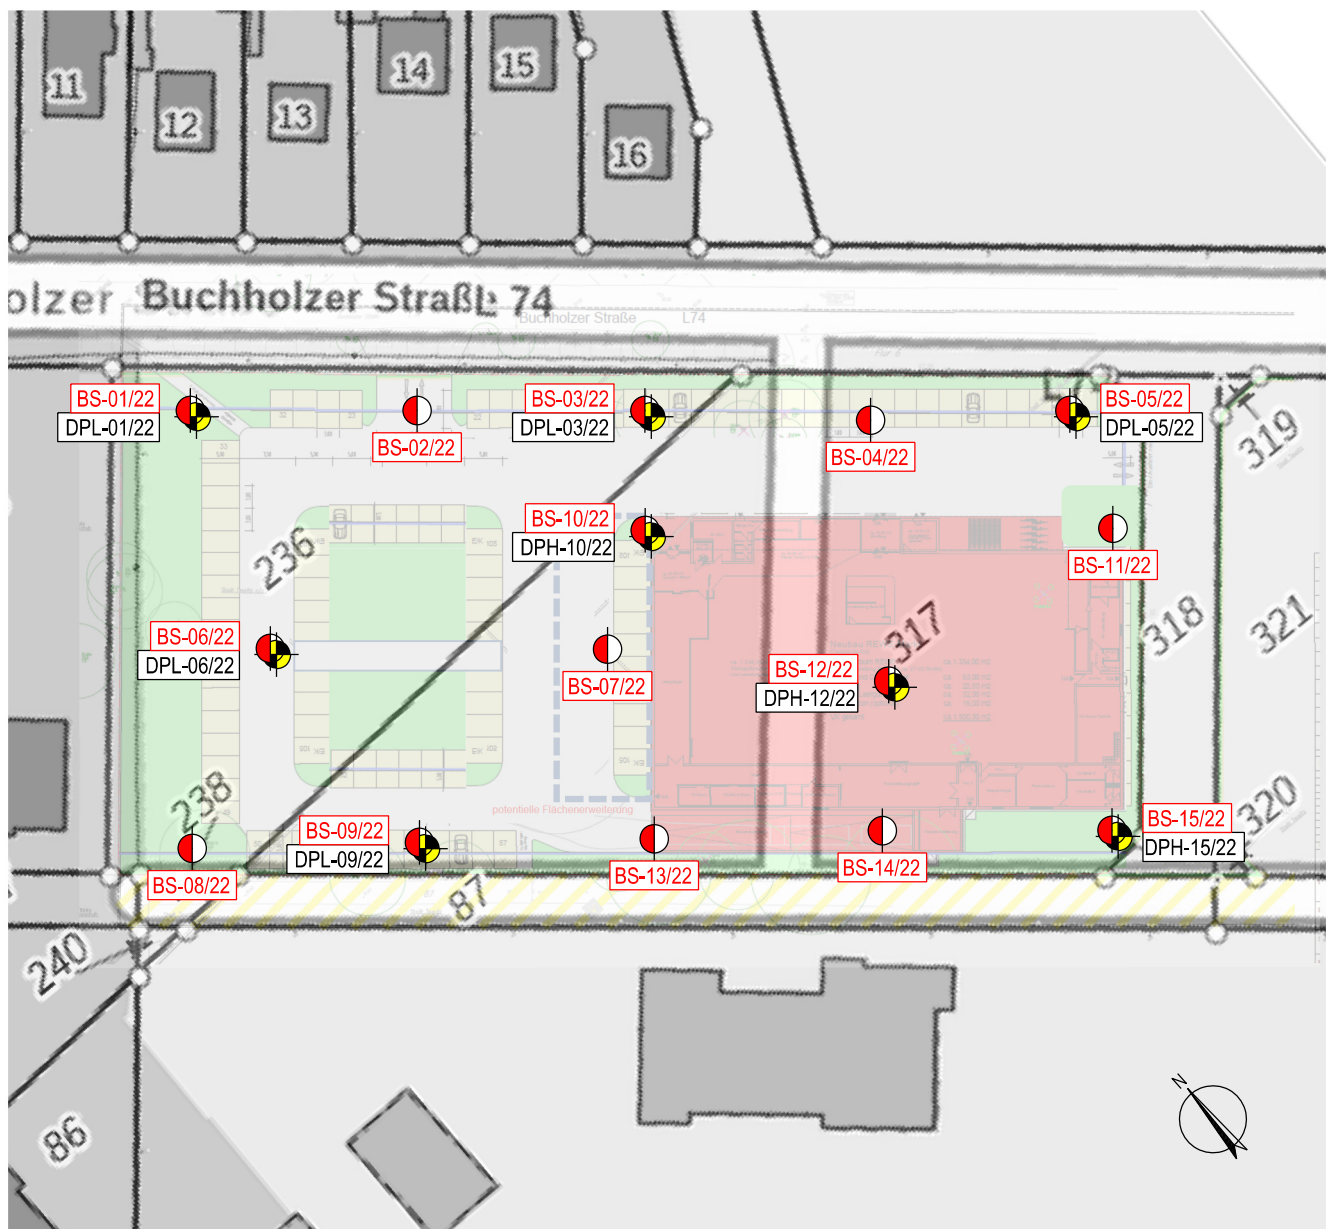 11
12
13
14
15
16
olzer
Buchholzer Straß
L 74
Buchholzer Straße
L74
Flur 6
BS-01/22
DPL-01/22
BS-02/22
BS-03/22
DPL-03/22
BS-04/22
BS-05/22
DPL-05/22
319
236
BS-10/22
DPH-10/22
BS-11/22
BS-06/22
DPL-06/22
BS-07/22
317
BS-12/22
DPH-12/22
318
321
238
potentielle Flächenerweiterung
BS-09/22
DPL-09/22
BS-08/22
BS-13/22
BS-14/22
BS-15/22
DPH-15/22
320
87
240
86
N